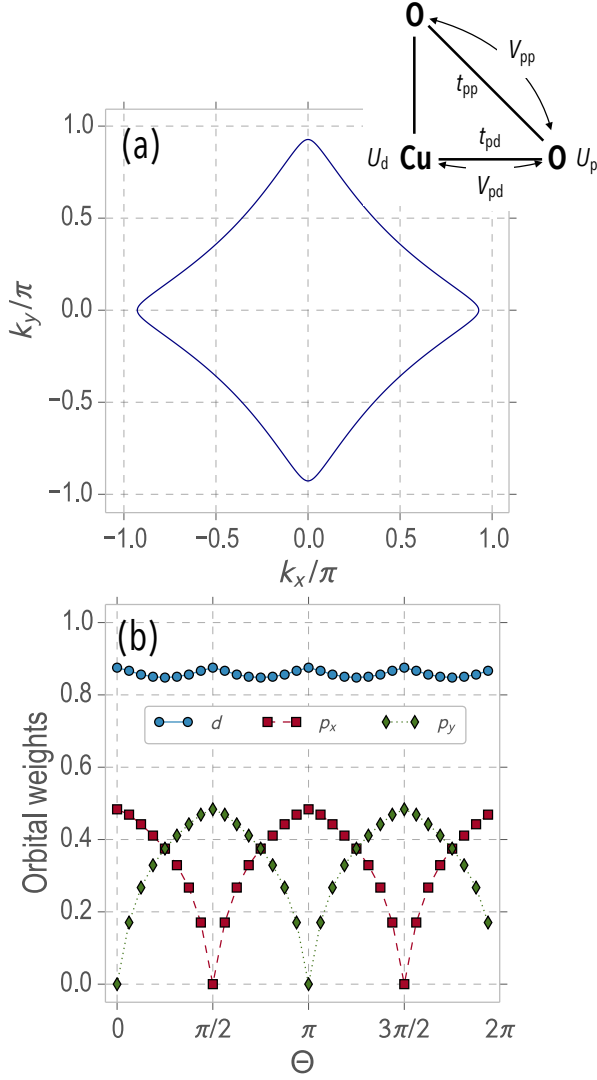 O
V_pp
t_pp
t_pd
U_d Cu O U_p
V_pd
(a)
1.0
0.5
0.0
−0.5
−1.0
k_y/π
−1.0 −0.5 0.0 0.5 1.0
k_x/π
(b)
1.0
0.8
0.6
0.4
0.2
0.0
Orbital weights
d p_x p_y
0 π/2 π 3π/2 2π
Θ